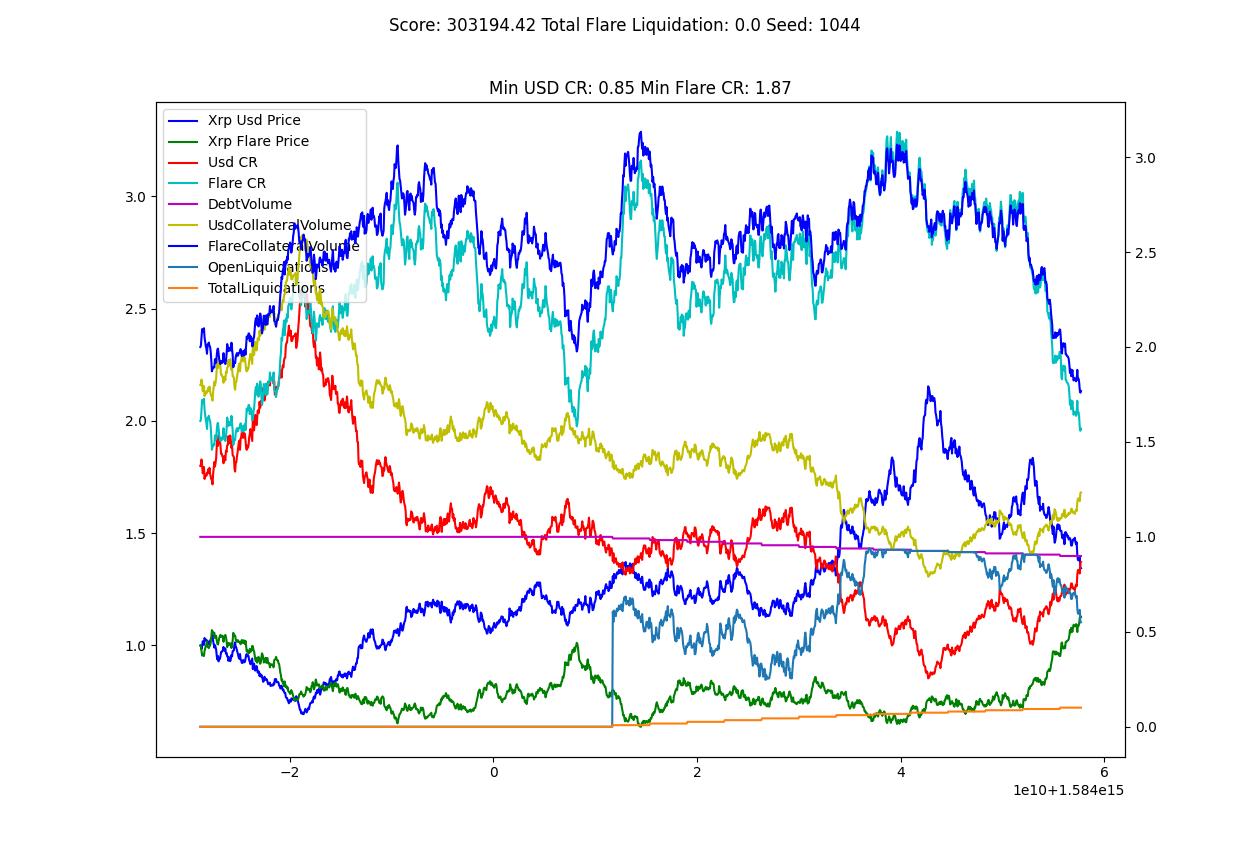 Score: 303194.42 Total Flare Liquidation: 0.0 Seed: 1044
Min USD CR: 0.85 Min Flare CR: 1.87
Xrp Usd Price
Xrp Flare Price
Usd CR
Flare CR
DebtVolume
UsdCollateralVolume
FlareCollateralVolume
OpenLiquidations
TotalLiquidations
3.0
2.5
2.0
1.5
1.0
3.0
2.5
2.0
1.5
1.0
0.5
0.0
−2
0
2
4
6
1e10+1.584e15